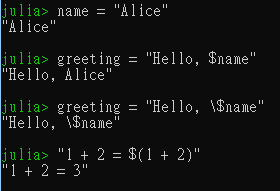 julia> name = "Alice"
"Alice"
julia> greeting = "Hello, $name"
"Hello, Alice"
julia> greeting = "Hello, \$name"
"Hello, \$name"
julia> "1 + 2 = $(1 + 2)"
"1 + 2 = 3"